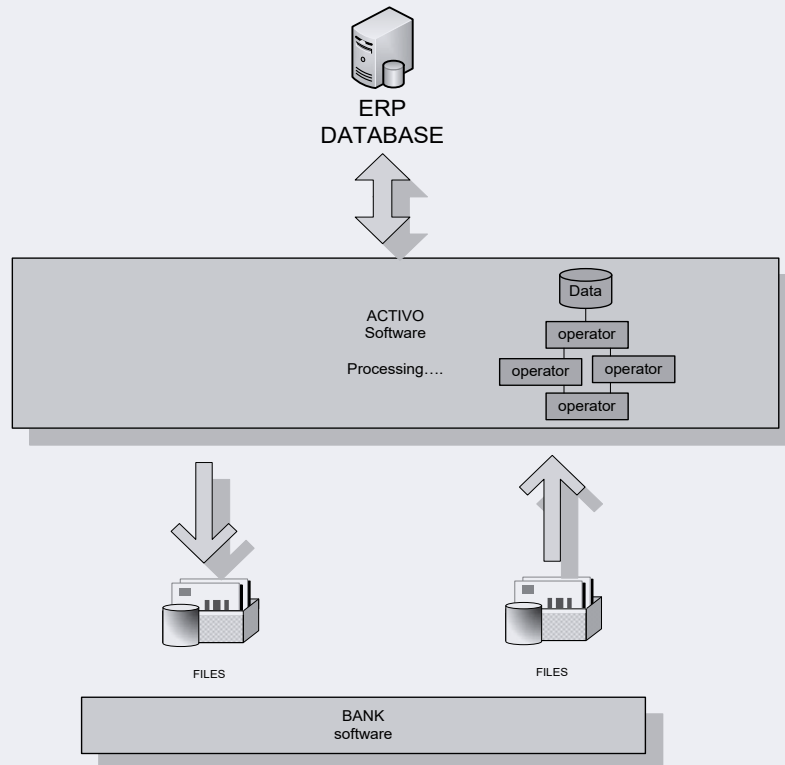 ERP
DATABASE
Data
ACTIVO
Software
operator
Processing....
operator
operator
operator
FILES
FILES
BANK
software